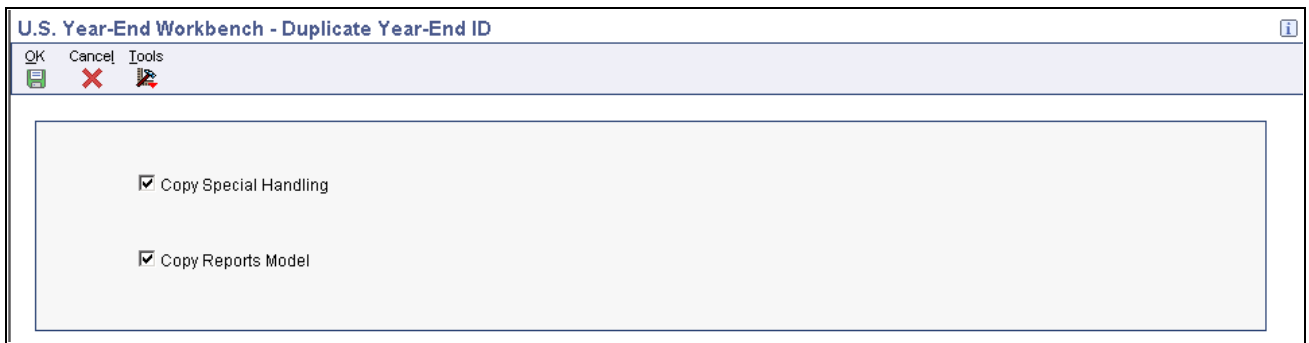 U.S. Year-End Workbench - Duplicate Year-End ID
i
OK Cancel Tools
Copy Special Handling
Copy Reports Model